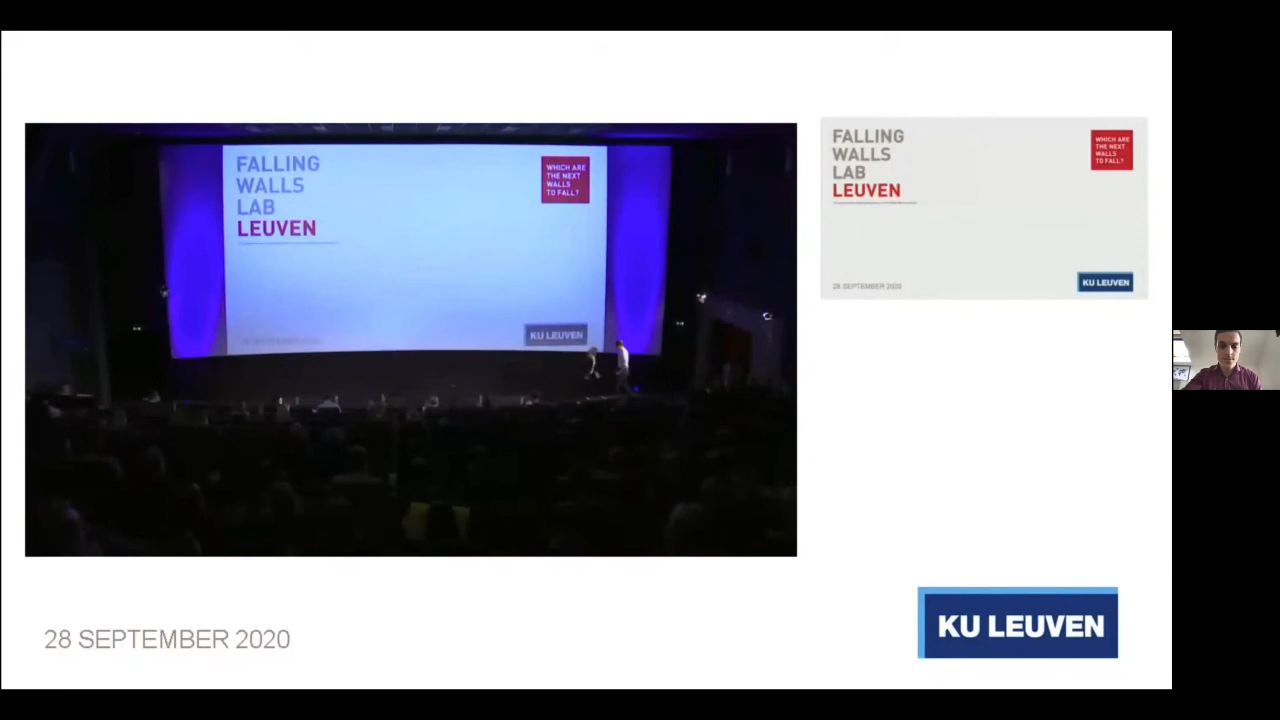 FALLING
WALLS
LAB
LEUVEN
WHICH ARE
THE NEXT
WALLS
TO FALL?
KU LEUVEN
FALLING
WALLS
LAB
LEUVEN
WHICH ARE
THE NEXT
WALLS
TO FALL?
28 SEPTEMBER 2020
KU LEUVEN
28 SEPTEMBER 2020
KU LEUVEN